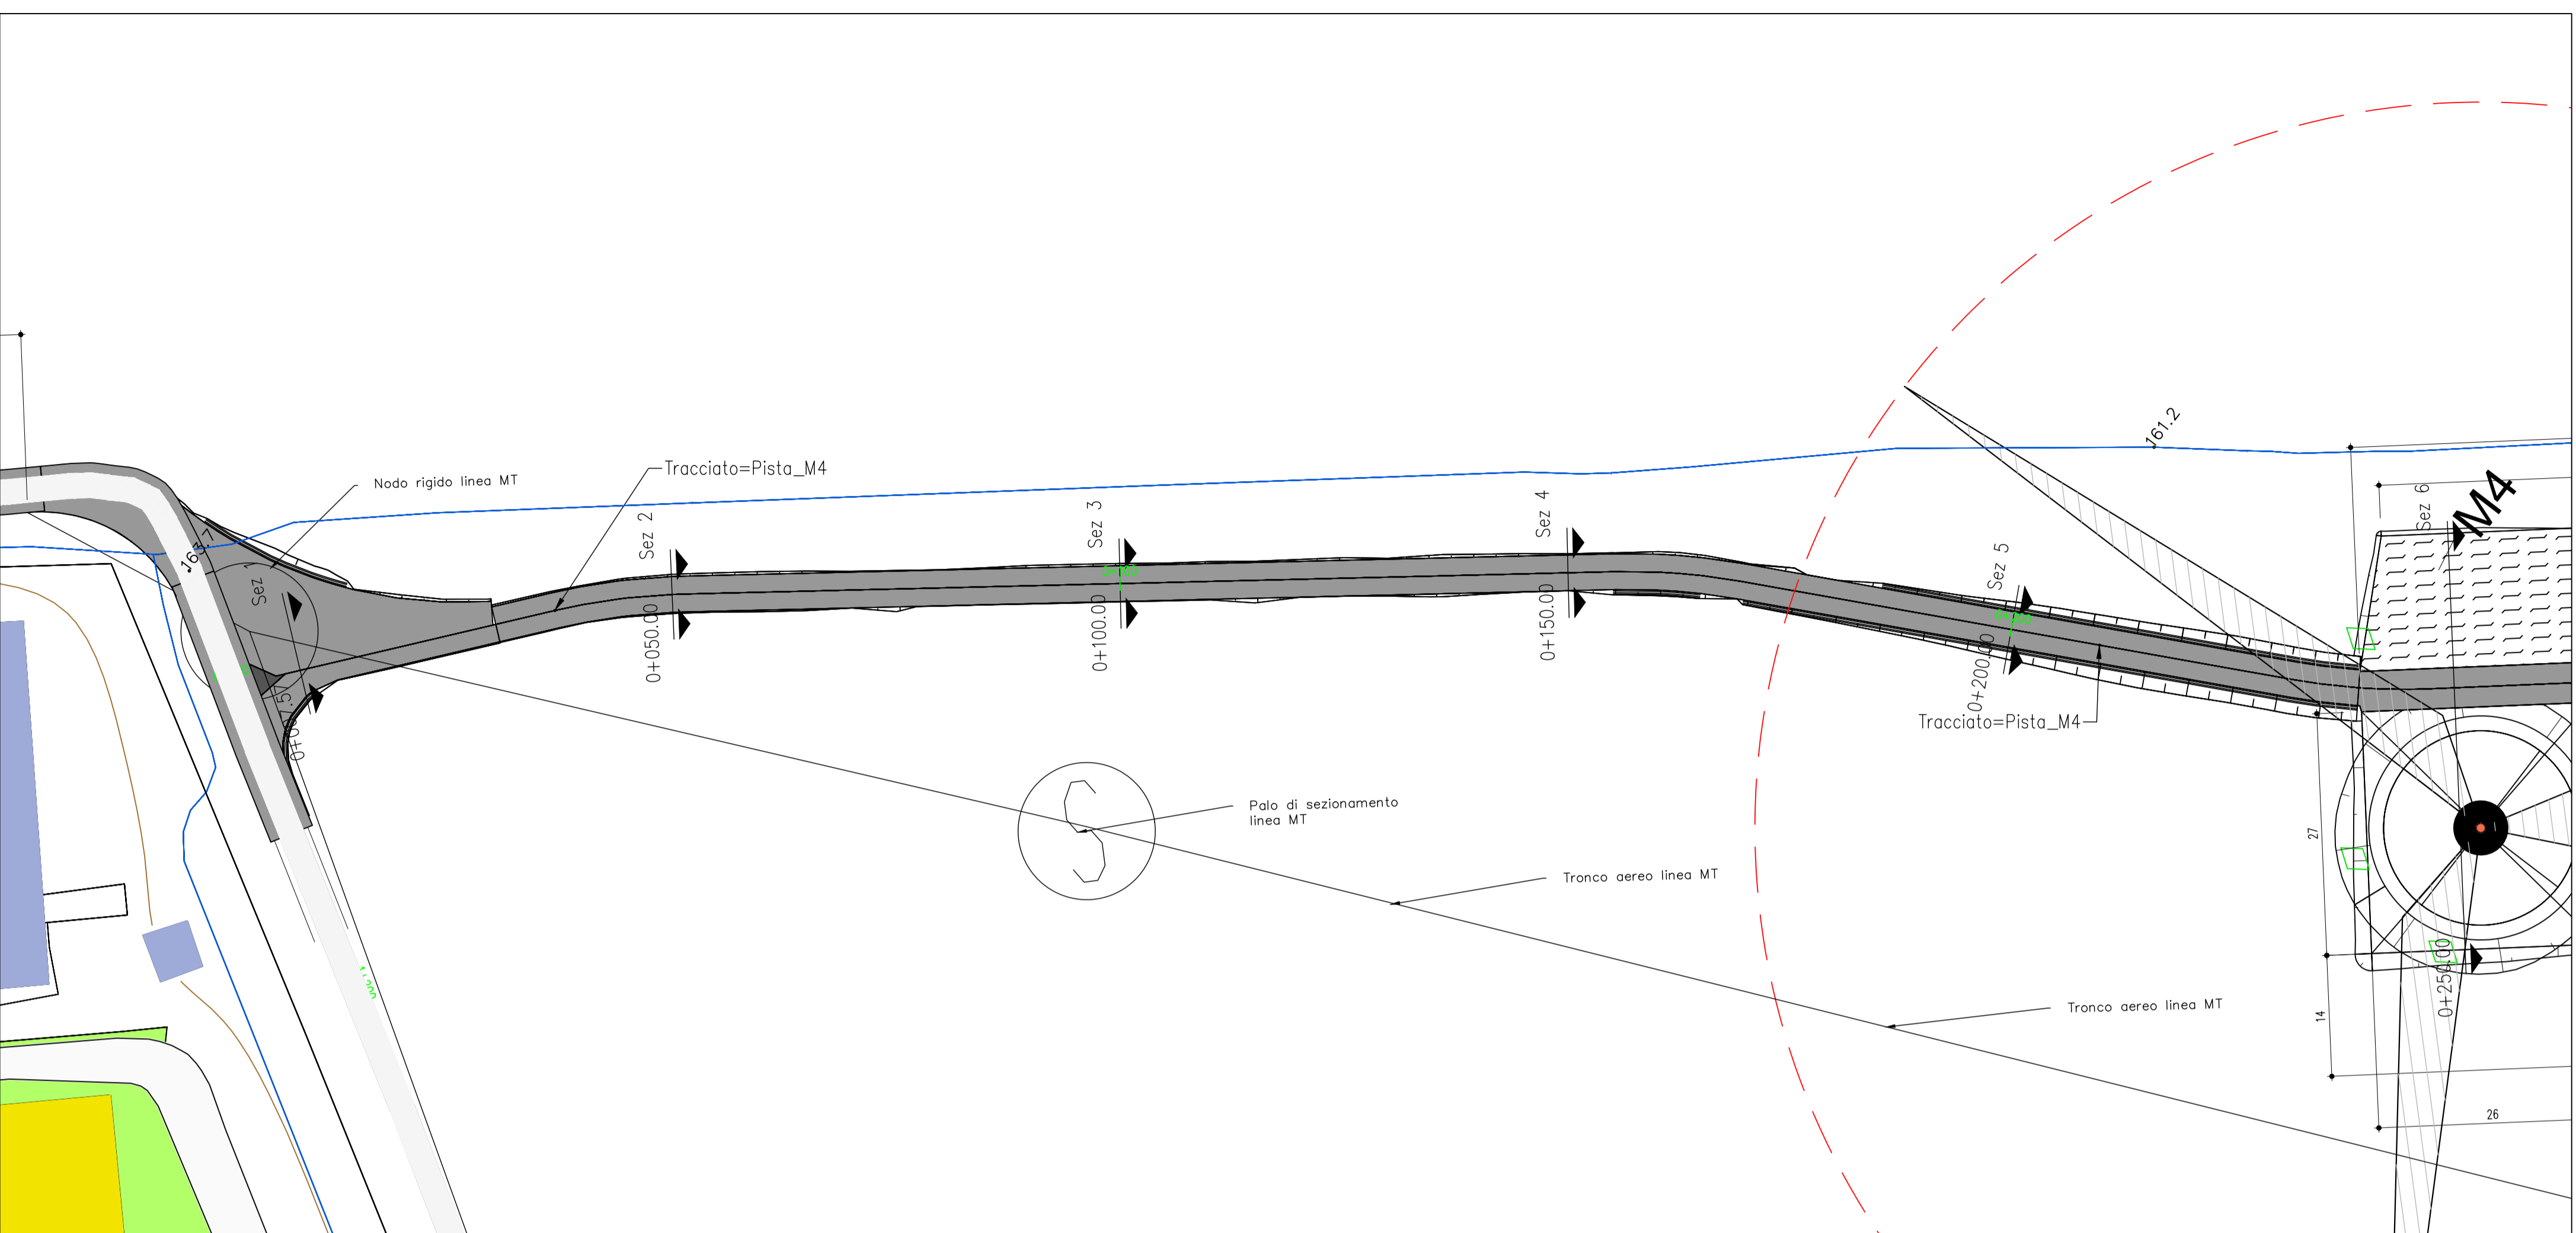 161.2
M4
Tracciato=Pista_M4
Nodo rigido linea MT
Sez 1
Sez 2
Sez 3
Sez 4
Sez 5
Sez 6
0+050.00
0+100.00
0+150.00
0+200.00
0+250.00
Tracciato=Pista_M4
Palo di sezionamento
linea MT
Tronco aereo linea MT
Tronco aereo linea MT
27
14
26